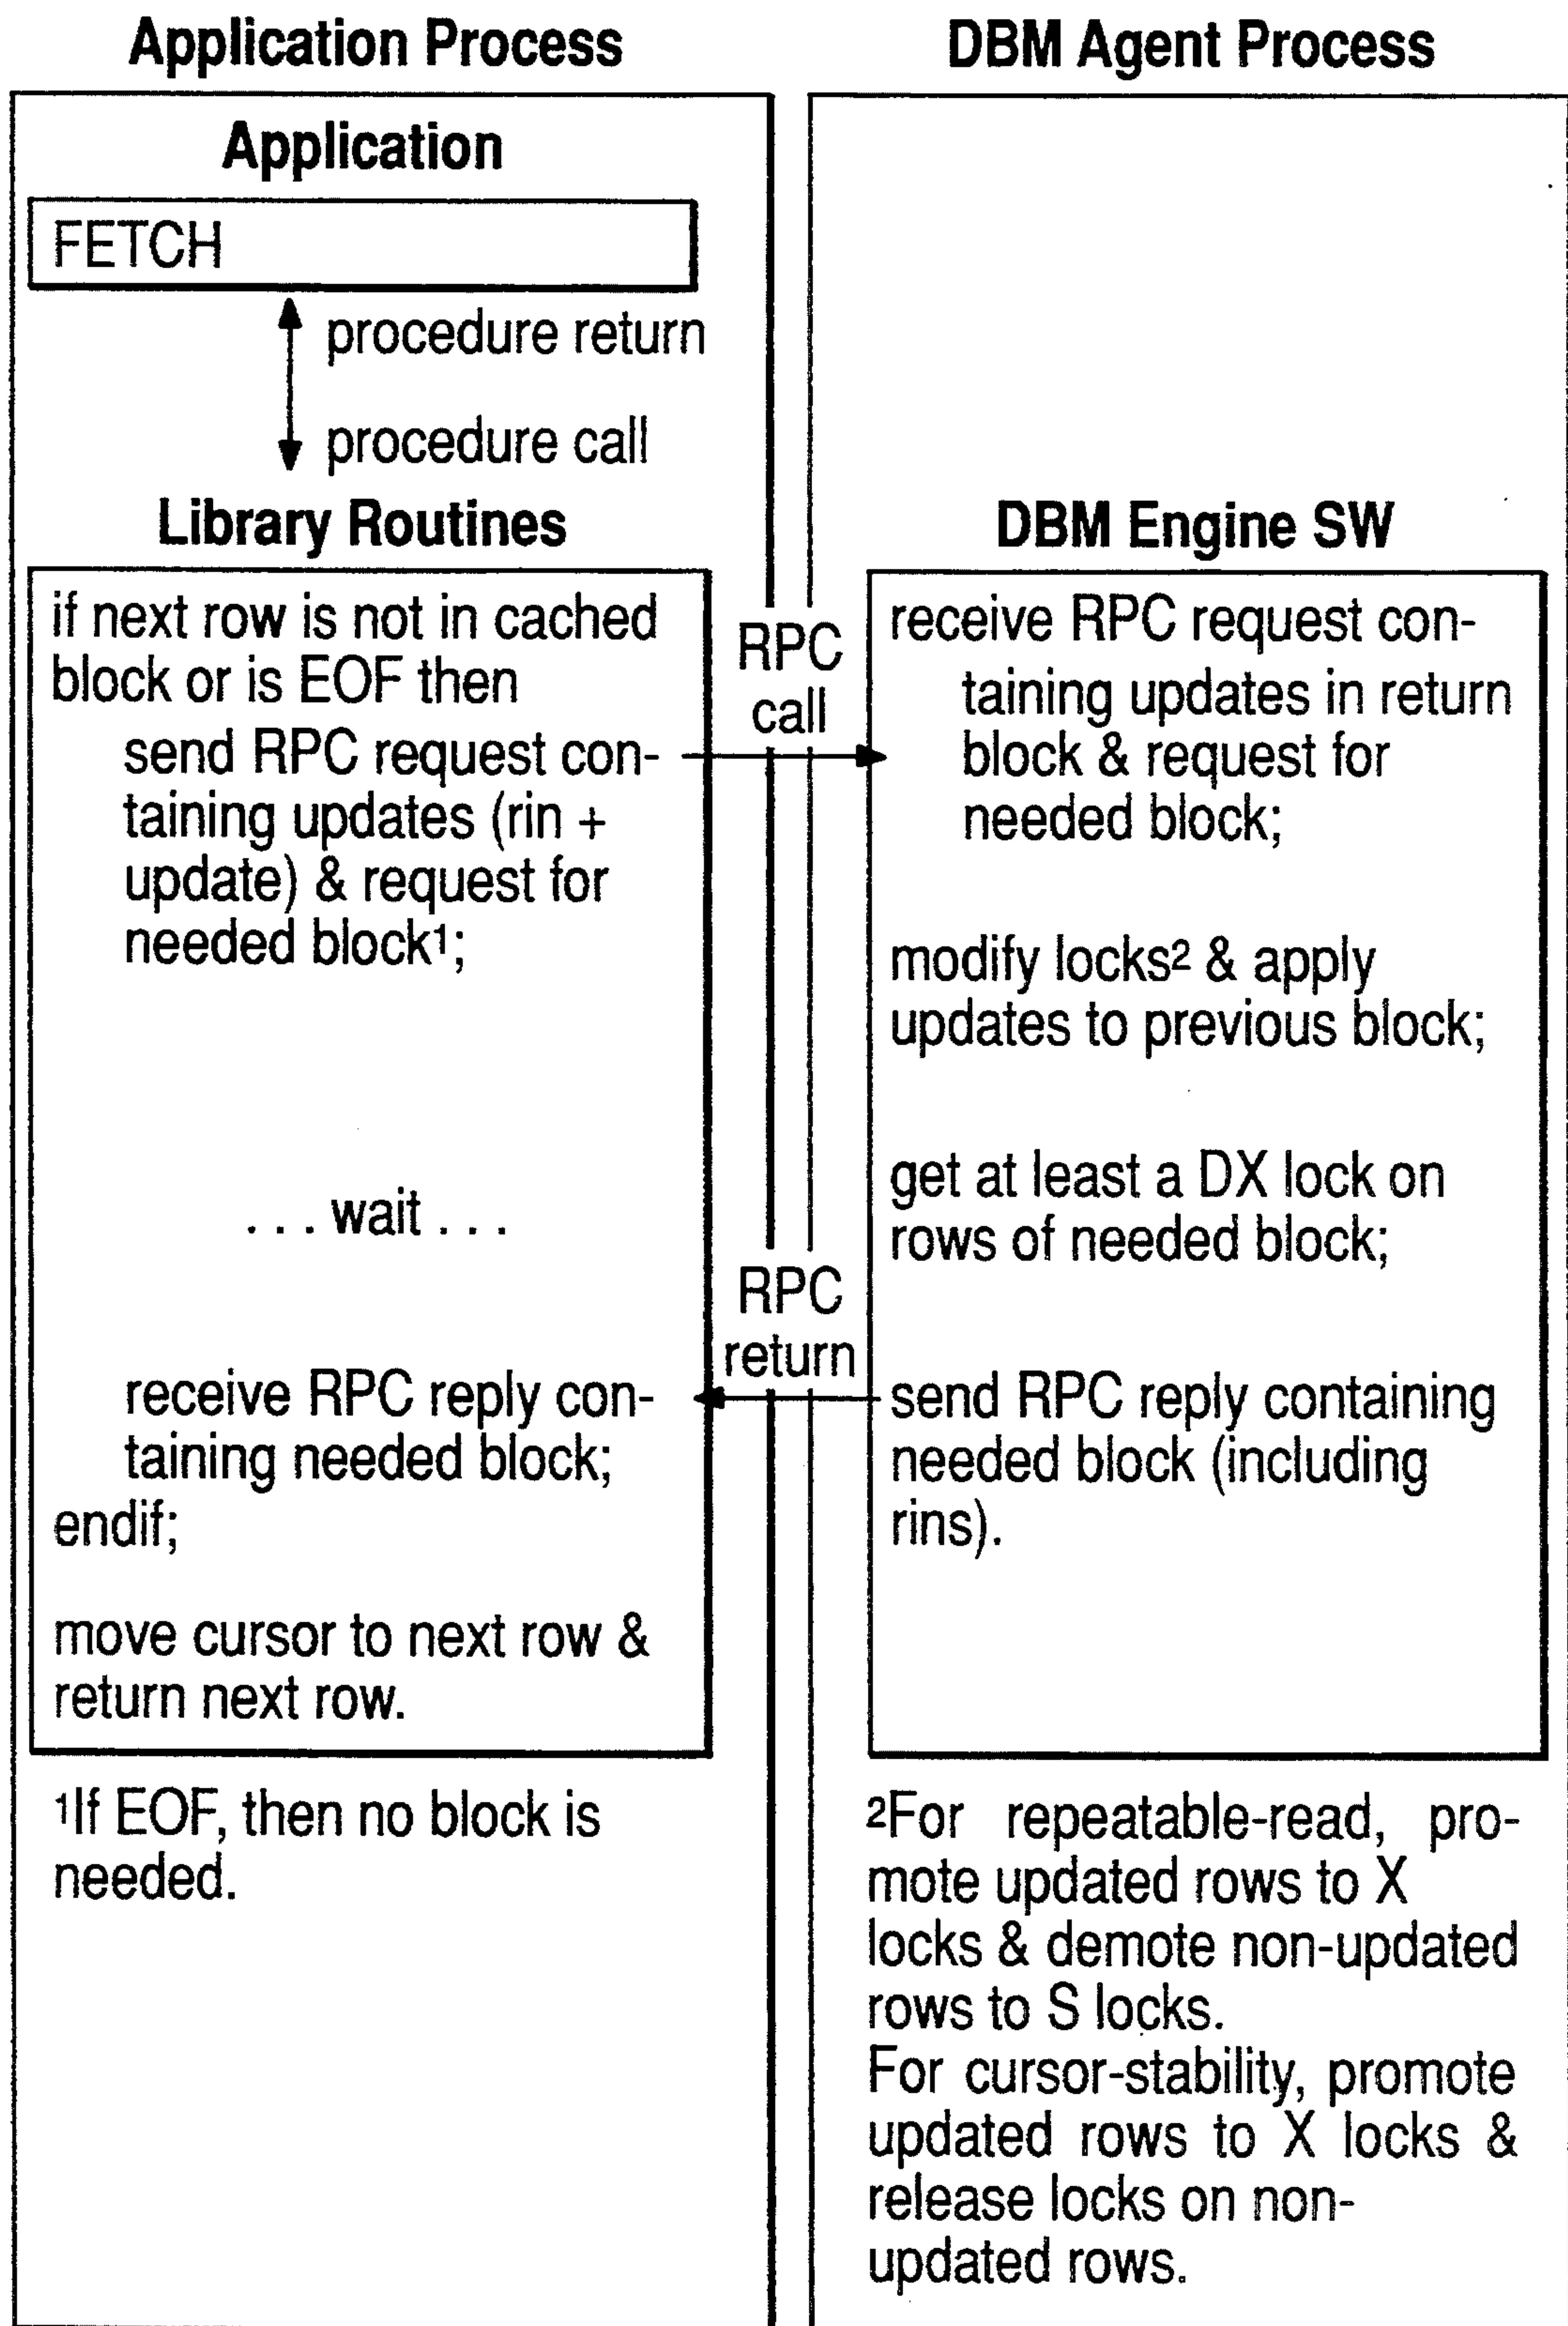 Application Process
DBM Agent Process
Application
FETCH
procedure return
procedure call
Library Routines
if next row is not in cached
block or is EOF then
send RPC request con-
taining updates (rin +
update) & request for
needed block¹;
. . . wait . . .
receive RPC reply con-
taining needed block;
endif;
move cursor to next row &
return next row.
¹If EOF, then no block is
needed.
RPC
call
RPC
return
DBM Engine SW
receive RPC request con-
taining updates in return
block & request for
needed block;
modify locks² & apply
updates to previous block;
get at least a DX lock on
rows of needed block;
send RPC reply containing
needed block (including
rins).
²For repeatable-read, pro-
mote updated rows to X
locks & demote non-updated
rows to S locks.
For cursor-stability, promote
updated rows to X locks &
release locks on non-
updated rows.